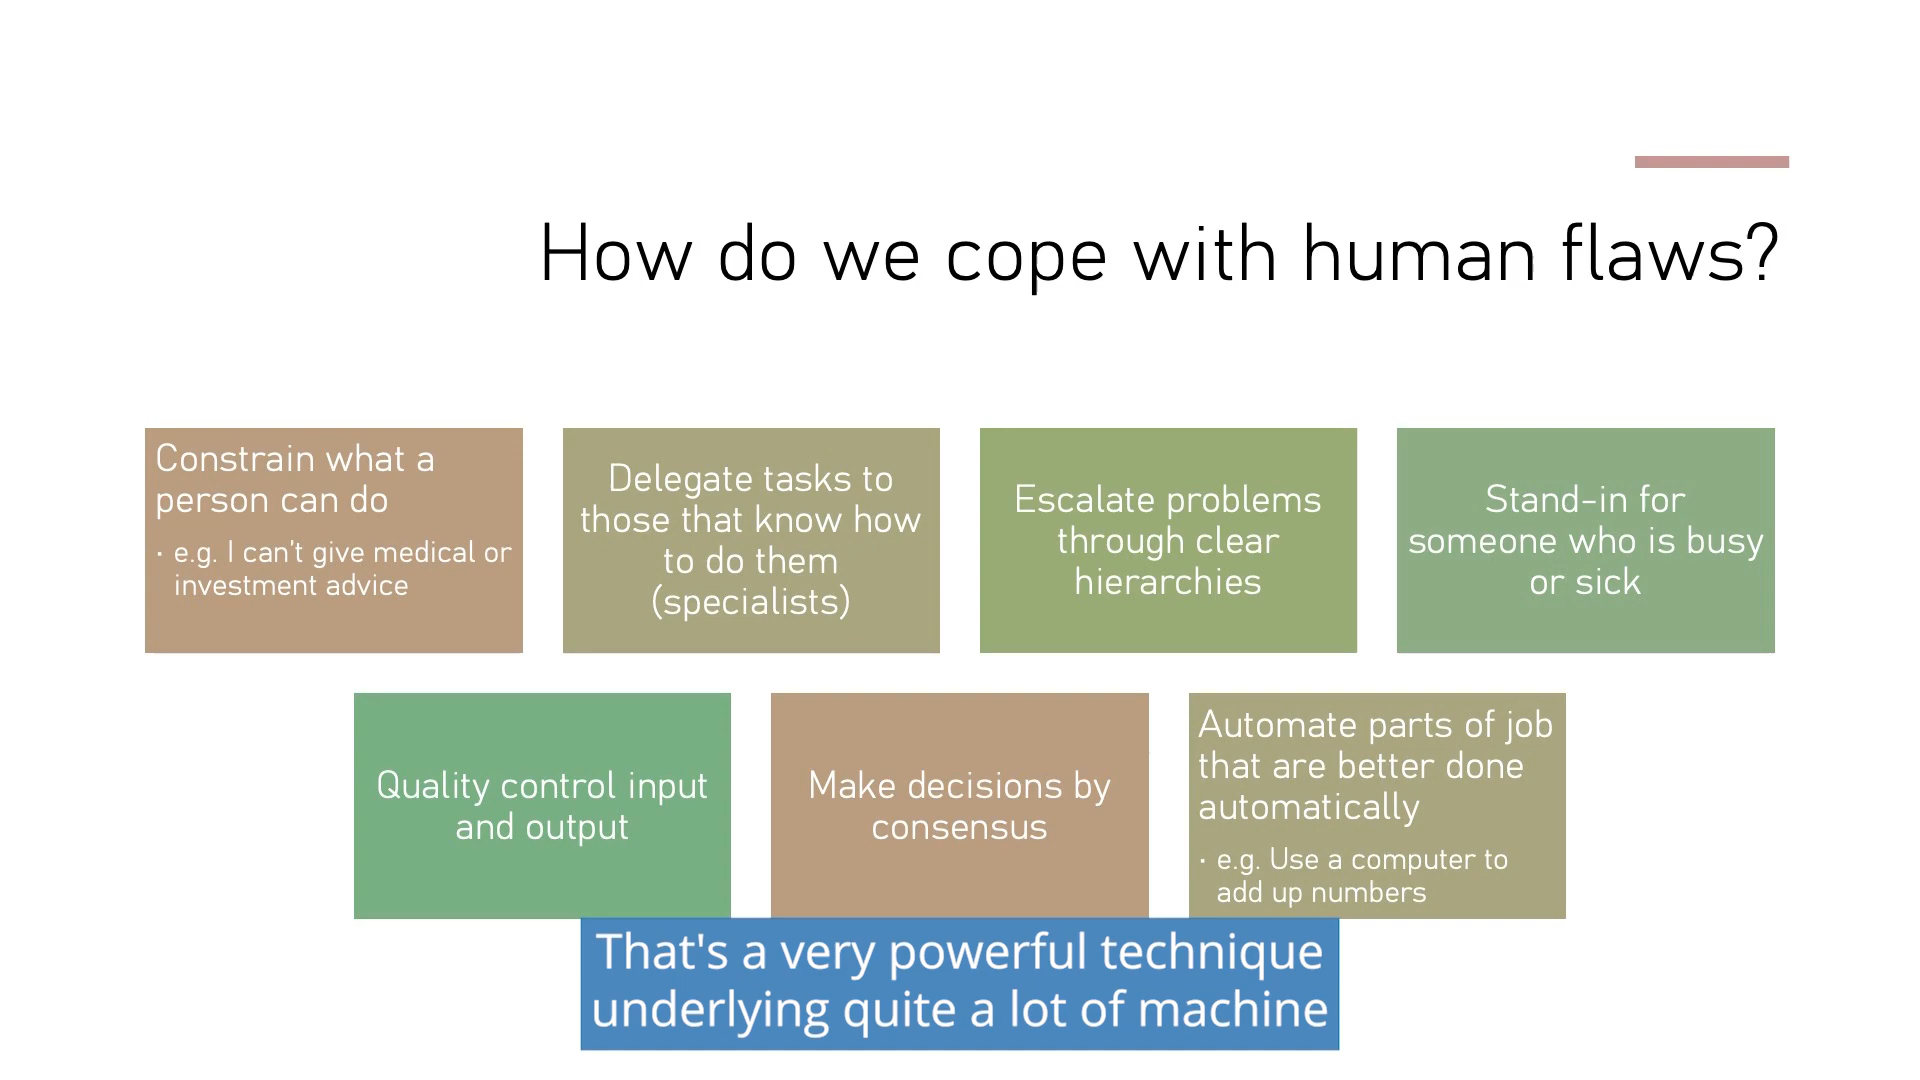 How do we cope with human flaws?
Constrain what a
person can do
· e.g. I can't give medical or
investment advice
Delegate tasks to
those that know how
to do them
(specialists)
Escalate problems
through clear
hierarchies
Stand-in for
someone who is busy
or sick
Quality control input
and output
Make decisions by
consensus
Automate parts of job
that are better done
automatically
· e.g. Use a computer to
add up numbers
That's a very powerful technique
underlying quite a lot of machine